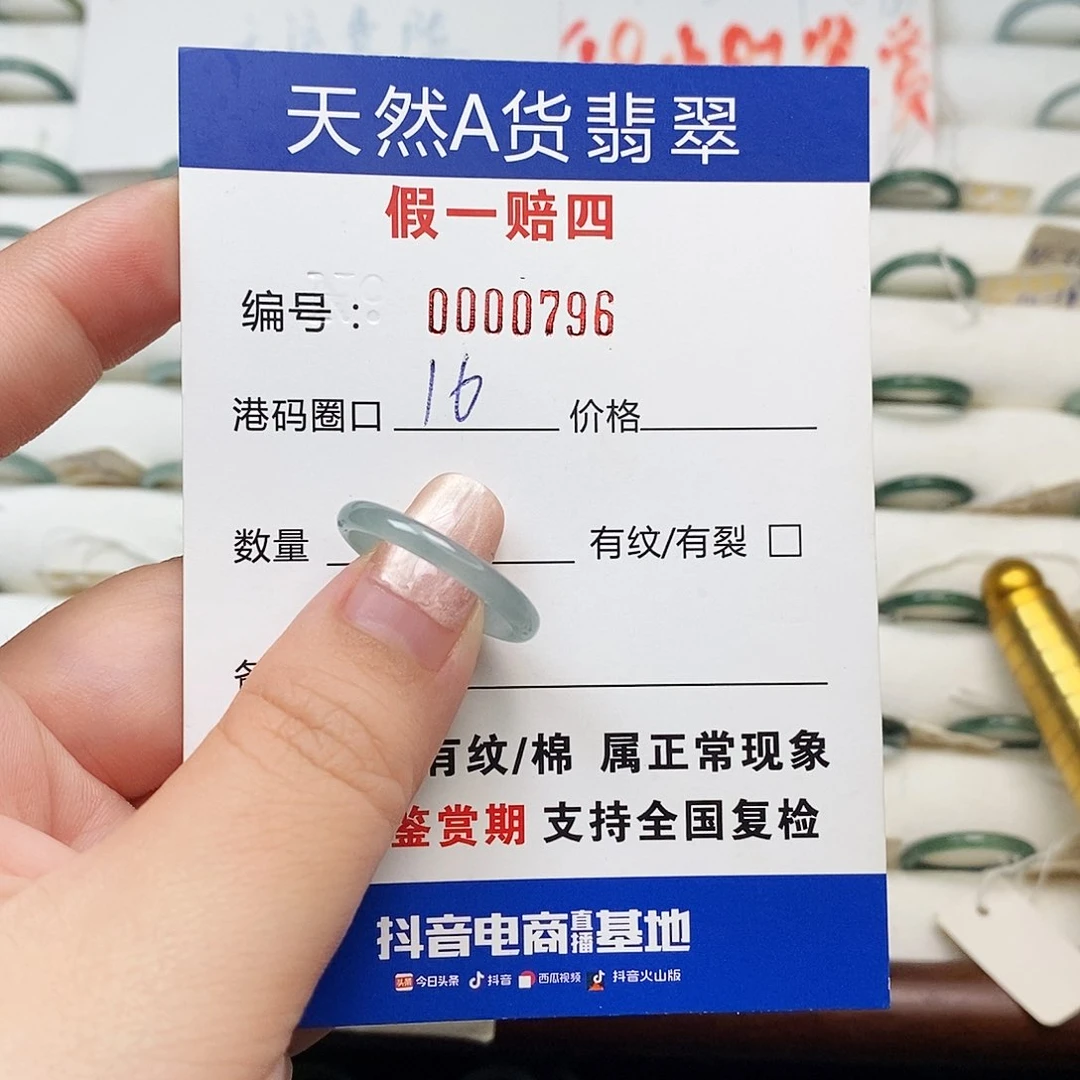 天然A货翡翠
假一赔四
编号： 0000796
港码圈口 16 价格
数量 有纹/有裂 □
有纹/棉 属正常现象
鉴赏期 支持全国复检
抖音电商直播基地
头条 今日头条 抖音 西瓜视频 抖音火山版